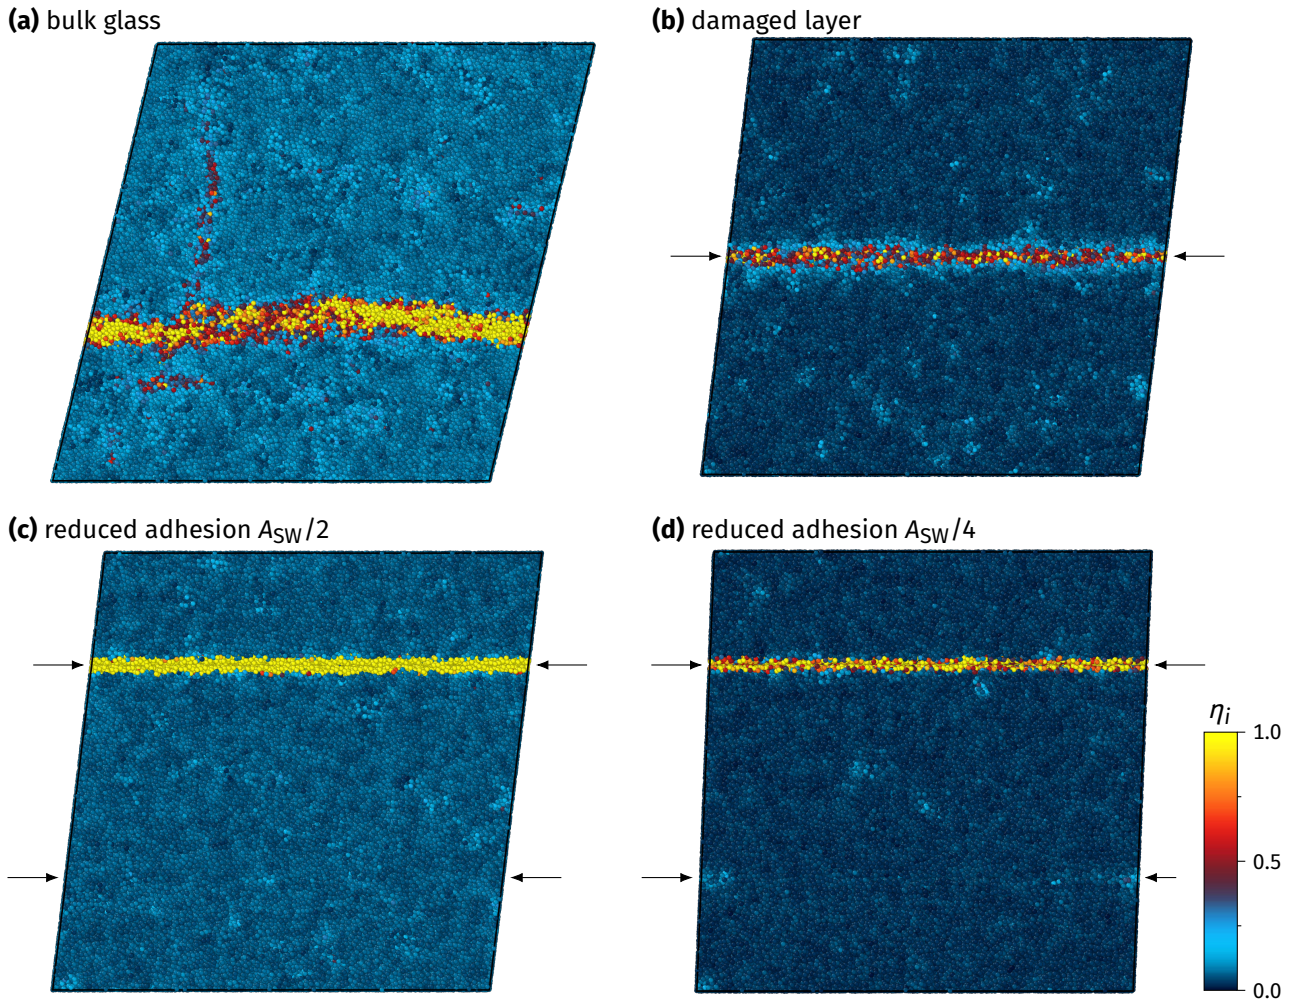 (a) bulk glass
(b) damaged layer
(c) reduced adhesion A_SW/2
(d) reduced adhesion A_SW/4
η_i
1.0
0.5
0.0